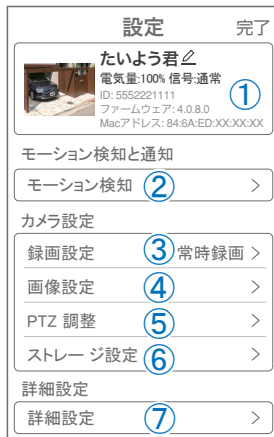 設定 完了
たいよう君
電気量:100% 信号:通常
ID: 5552221111
ファームウェア: 4.0.8.0
Macアドレス: 84:6A:ED:XX:XX:XX
①
モーション検知と通知
モーション検知 ② >
カメラ設定
録画設定 ③ 常時録画 >
画像設定 ④ >
PTZ 調整 ⑤ >
ストレージ設定 ⑥ >
詳細設定
詳細設定 ⑦ >